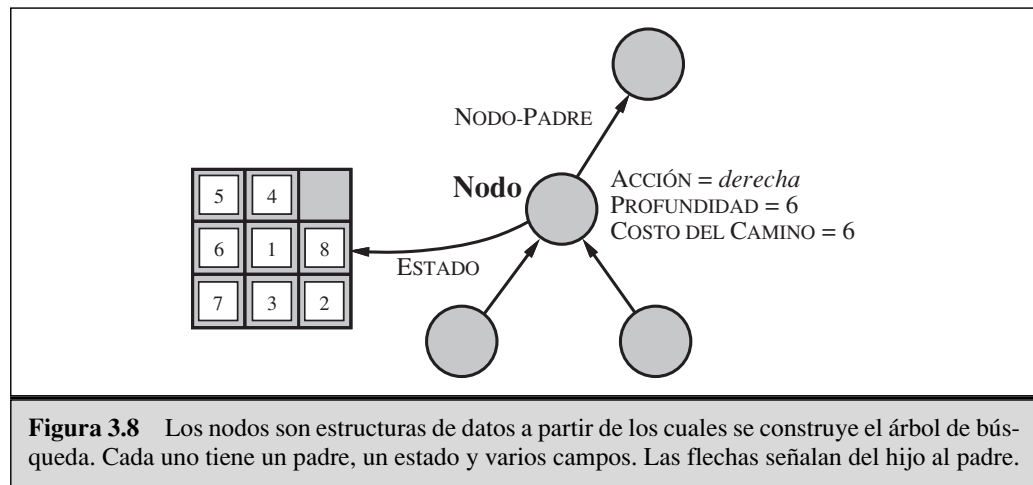 NODO-PADRE
Nodo
ACCIÓN = derecha
PROFUNDIDAD = 6
COSTO DEL CAMINO = 6
5 4
6 1 8
7 3 2
ESTADO
Figura 3.8 Los nodos son estructuras de datos a partir de los cuales se construye el árbol de bús-
queda. Cada uno tiene un padre, un estado y varios campos. Las flechas señalan del hijo al padre.